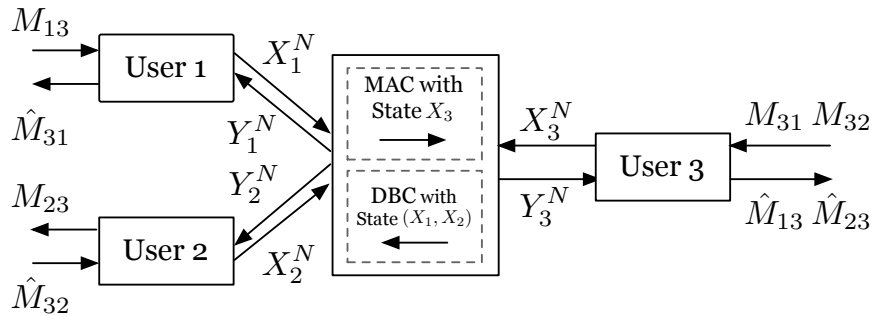 M_{13}
User 1
\hat{M}_{31}
X_1^N
Y_1^N
Y_2^N
X_2^N
M_{23}
User 2
\hat{M}_{32}
MAC with
State X_3
DBC with
State (X_1, X_2)
X_3^N
Y_3^N
User 3
M_{31} M_{32}
\hat{M}_{13} \hat{M}_{23}